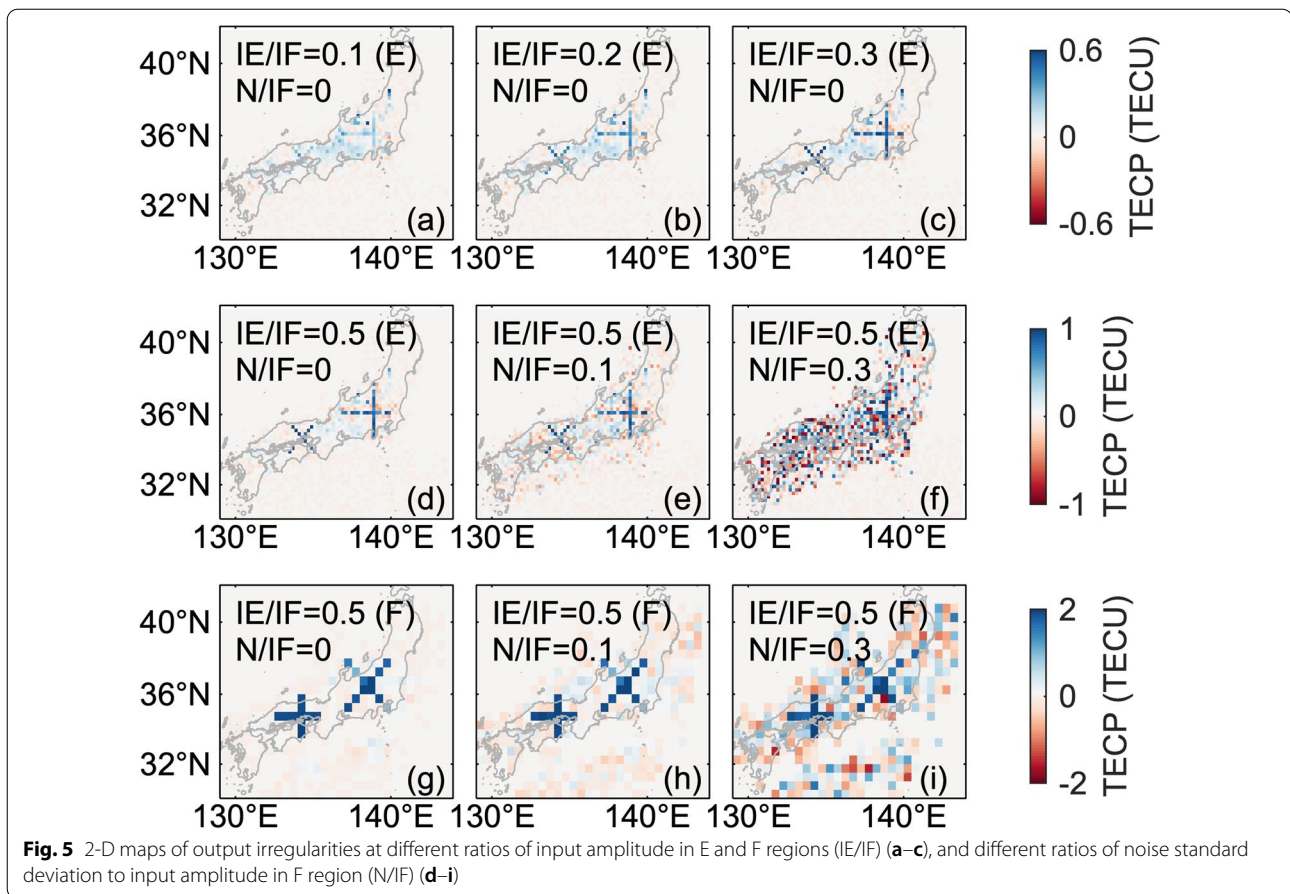 IE/IF=0.1 (E)
N/IF=0
(a)
IE/IF=0.2 (E)
N/IF=0
(b)
IE/IF=0.3 (E)
N/IF=0
(c)
40°N
36°N
32°N
130°E
140°E
130°E
140°E
130°E
140°E
0.6
0
-0.6
TECP (TECU)
IE/IF=0.5 (E)
N/IF=0
(d)
IE/IF=0.5 (E)
N/IF=0.1
(e)
IE/IF=0.5 (E)
N/IF=0.3
(f)
40°N
36°N
32°N
130°E
140°E
130°E
140°E
130°E
140°E
1
0
-1
TECP (TECU)
IE/IF=0.5 (F)
N/IF=0
(g)
IE/IF=0.5 (F)
N/IF=0.1
(h)
IE/IF=0.5 (F)
N/IF=0.3
(i)
40°N
36°N
32°N
130°E
140°E
130°E
140°E
130°E
140°E
2
0
-2
TECP (TECU)
Fig. 5 2-D maps of output irregularities at different ratios of input amplitude in E and F regions (IE/IF) (a–c), and different ratios of noise standard
deviation to input amplitude in F region (N/IF) (d–i)